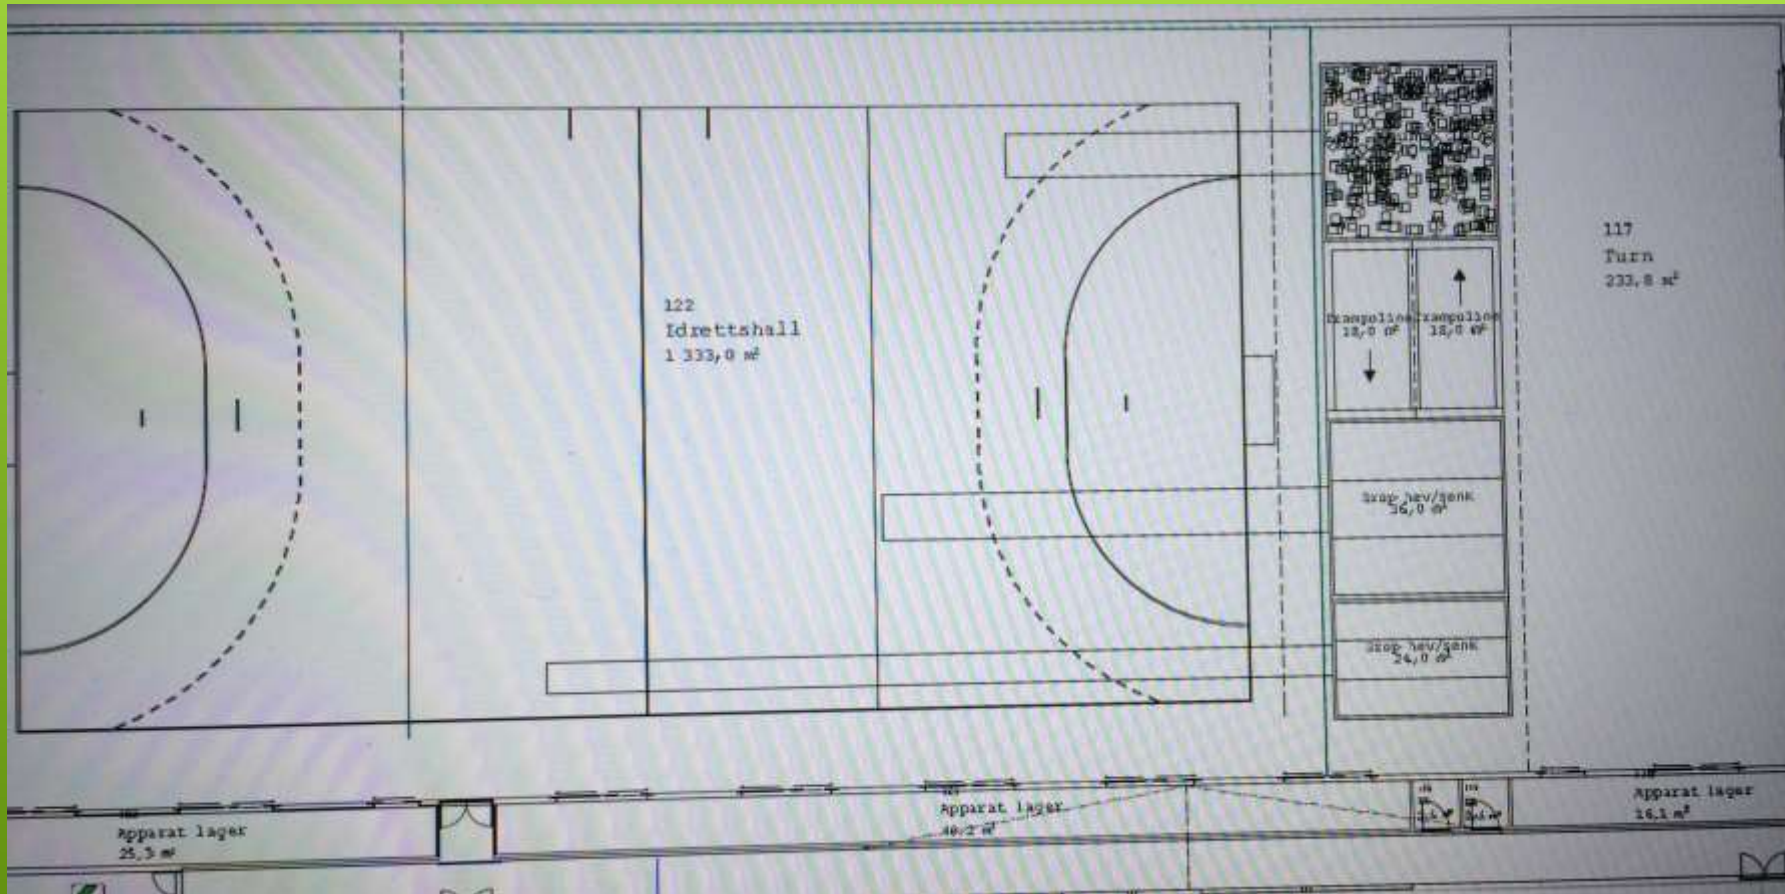 117
Turn
233,8 m²
122
Idrettshall
1 333,0 m²
Trampoline
18,0 m²
Trampoline
18,0 m²
Grop hev/senk
36,0 m²
Grop hev/senk
24,0 m²
Apparat lager
25,3 m²
Apparat lager
40,2 m²
Apparat lager
16,1 m²